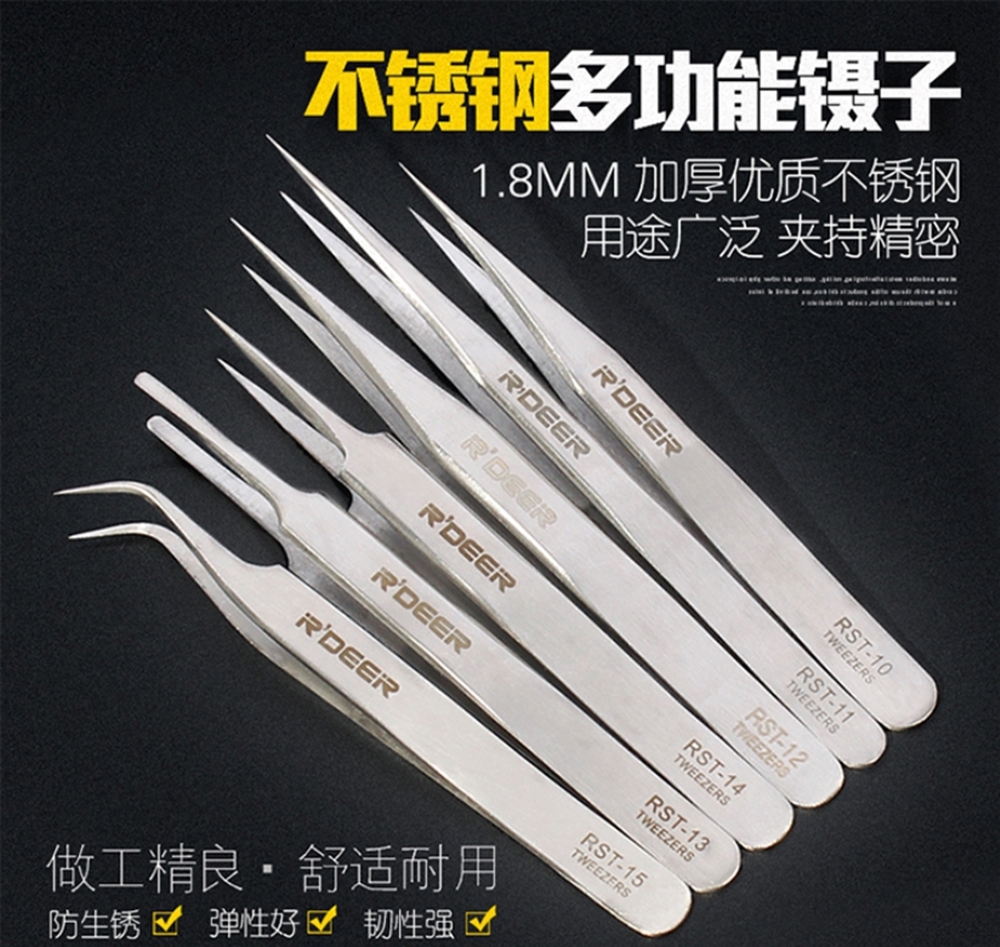 不锈钢多功能镊子
1.8MM 加厚优质不锈钢
用途广泛 夹持精密
R'DEER
R'DEER
R'DEER
R'DEER
R'DEER
R'DEER
RST-10
TWEEZERS
RST-11
TWEEZERS
RST-12
TWEEZERS
RST-14
TWEEZERS
RST-13
TWEEZERS
RST-15
TWEEZERS
做工精良·舒适耐用
防生锈 弹性好 韧性强